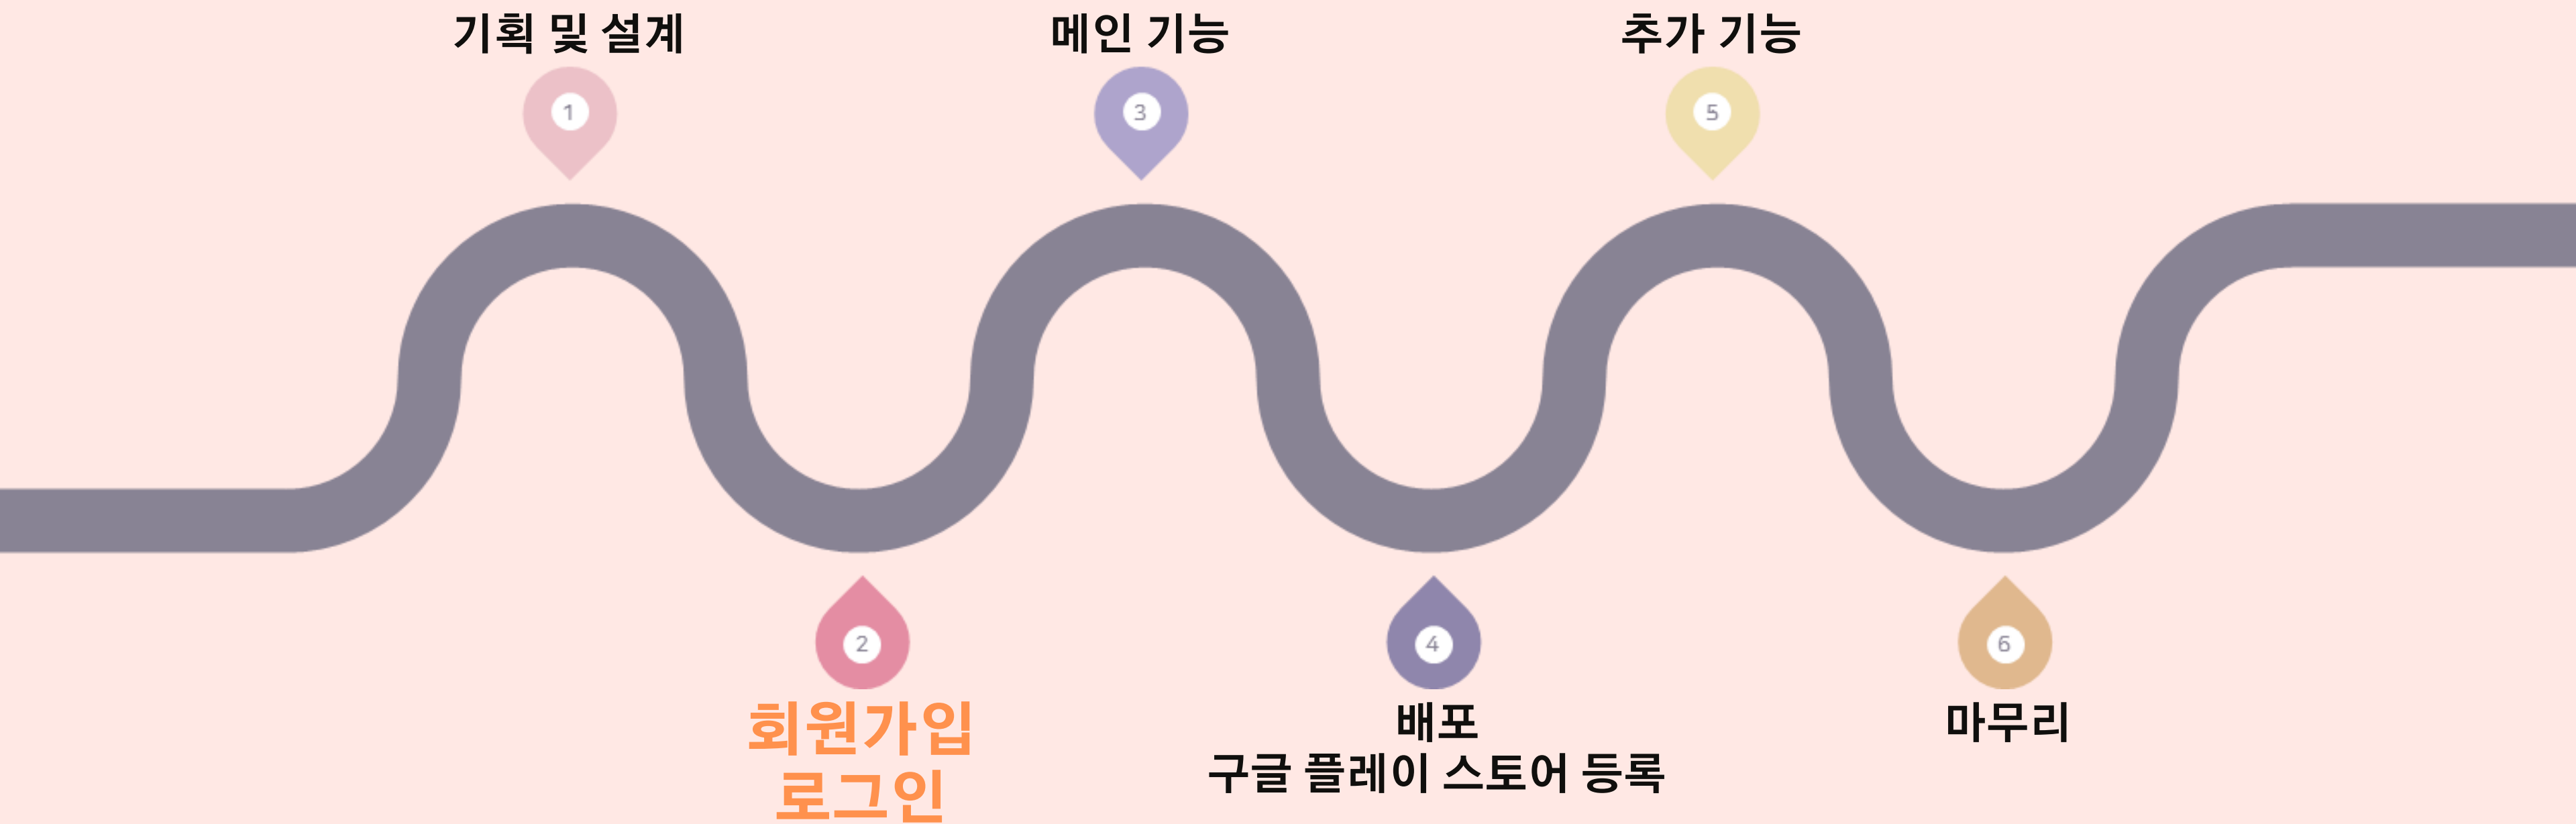 기획 및 설계
1
메인 기능
3
추가 기능
5
2
회원가입
로그인
4
배포
구글 플레이 스토어 등록
6
마무리